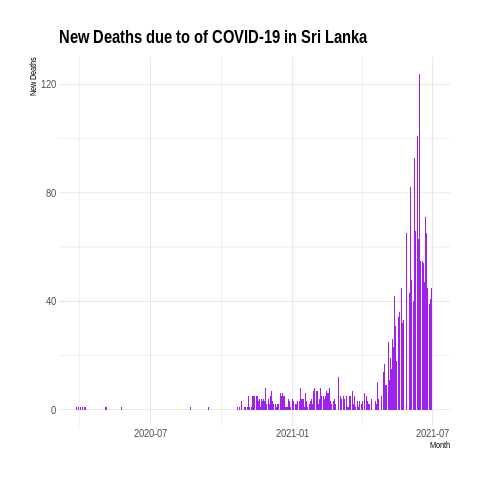 New Deaths due to of COVID-19 in Sri Lanka
New Deaths
120
80
40
0
2020-07 2021-01 2021-07
Month